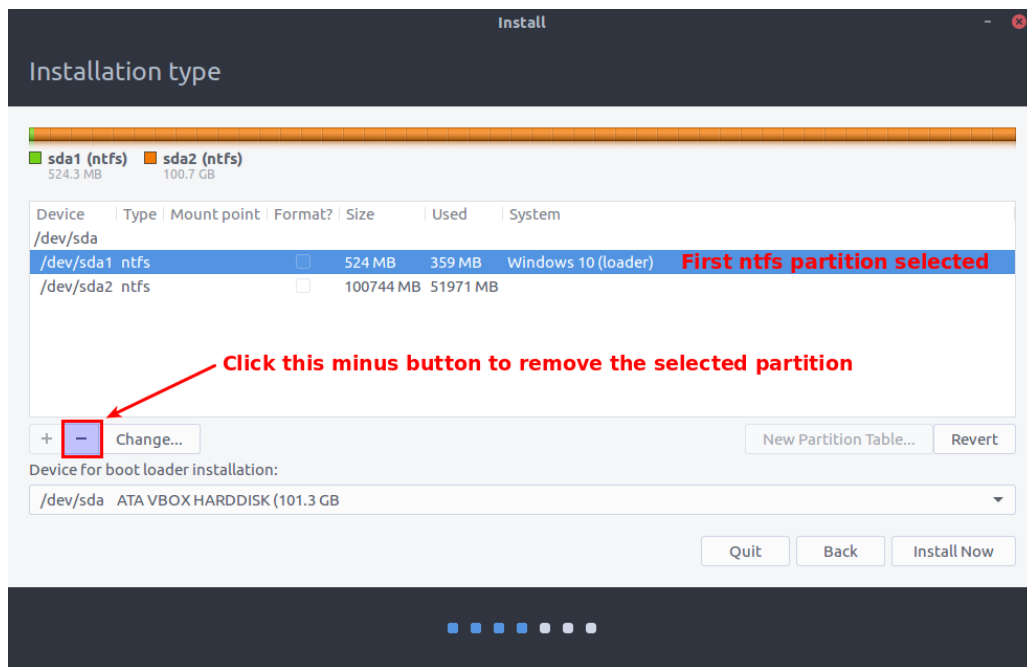 Install
Installation type
sda1 (ntfs) sda2 (ntfs)
524.3 MB 100.7 GB
Device Type Mount point Format? Size Used System
/dev/sda
/dev/sda1 ntfs 524 MB 359 MB Windows 10 (loader) First ntfs partition selected
/dev/sda2 ntfs 100744 MB 51971 MB
Click this minus button to remove the selected partition
+ − Change... New Partition Table... Revert
Device for boot loader installation:
/dev/sda ATA VBOX HARDDISK (101.3 GB
Quit Back Install Now